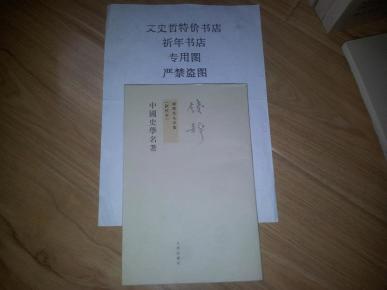 文史哲特价书店
祈年书店
专用图
严禁盗图
錢穆
中國史學名著